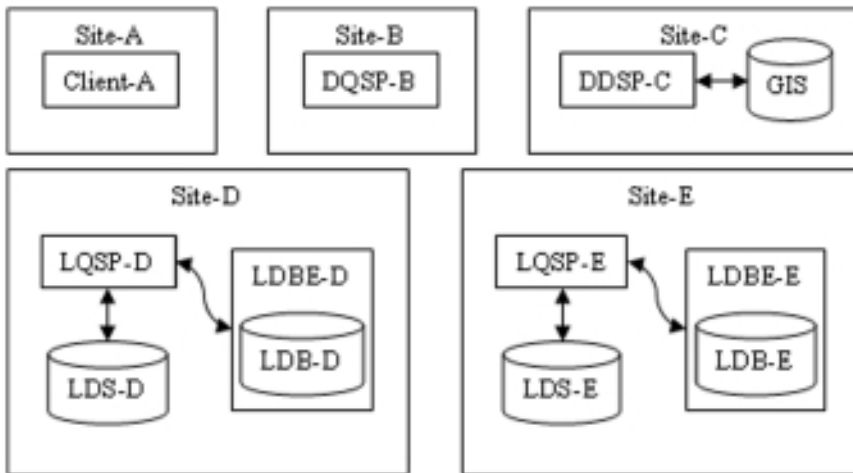 Site-A
Client-A
Site-B
DQSP-B
Site-C
DDSP-C
GIS
Site-D
LQSP-D
LDBE-D
LDS-D
LDB-D
Site-E
LQSP-E
LDBE-E
LDS-E
LDB-E